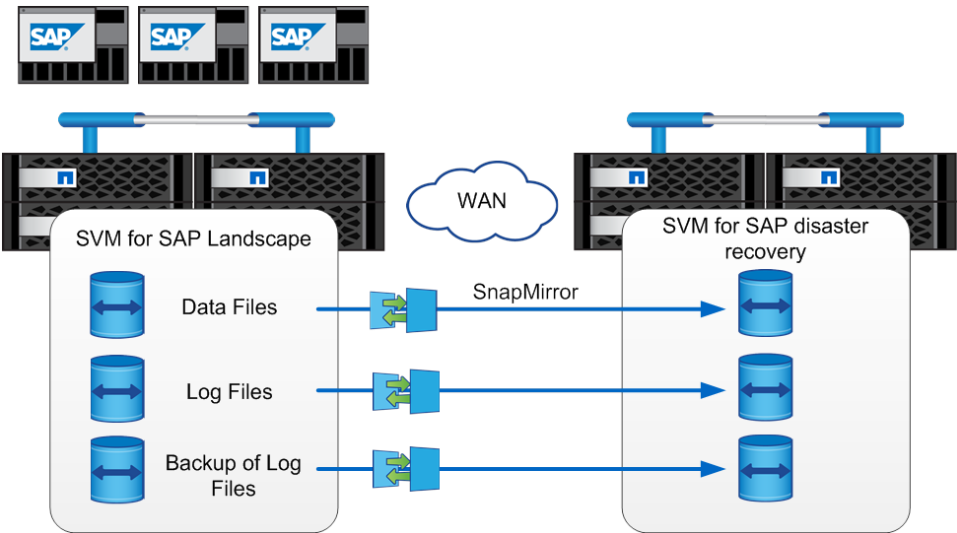 SAP SAP SAP
WAN
SVM for SAP Landscape
SVM for SAP disaster
recovery
SnapMirror
Data Files
Log Files
Backup of Log
Files